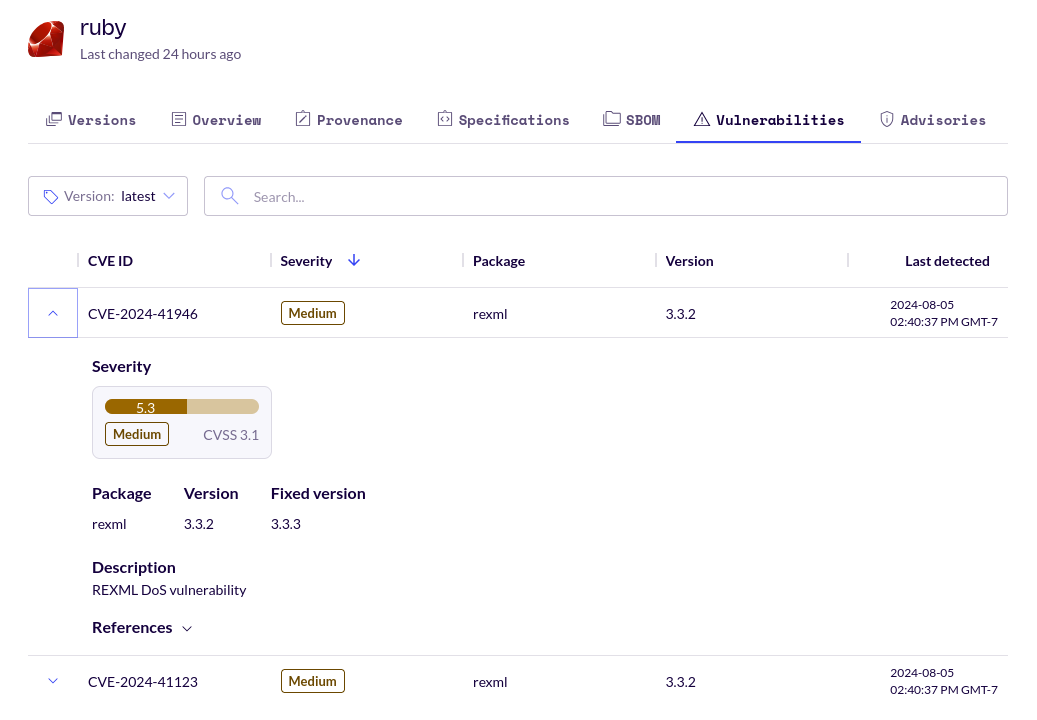 ruby
Last changed 24 hours ago
Versions Overview Provenance Specifications SBOM Vulnerabilities Advisories
Version: latest Search...
CVE ID Severity Package Version Last detected
CVE-2024-41946 Medium rexml 3.3.2 2024-08-05
02:40:37 PM GMT-7
Severity
5.3
Medium CVSS 3.1
Package Version Fixed version
rexml 3.3.2 3.3.3
Description
REXML DoS vulnerability
References
CVE-2024-41123 Medium rexml 3.3.2 2024-08-05
02:40:37 PM GMT-7